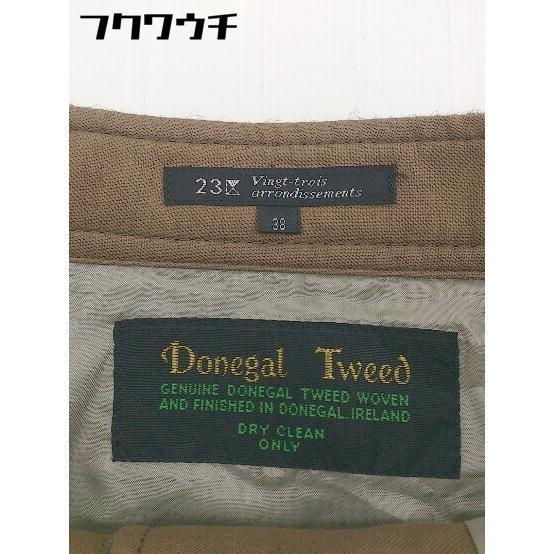 フクワウチ
23区 Vingt-trois
arrondissements
38
Donegal Tweed
GENUINE DONEGAL TWEED WOVEN
AND FINISHED IN DONEGAL.IRELAND
DRY CLEAN
ONLY